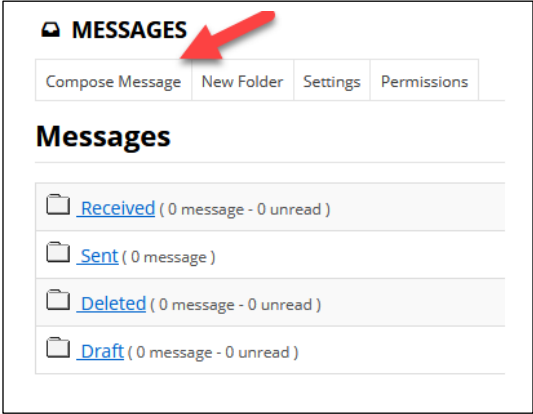 MESSAGES
Compose Message New Folder Settings Permissions
Messages
Received ( 0 message - 0 unread )
Sent ( 0 message )
Deleted ( 0 message - 0 unread )
Draft ( 0 message - 0 unread )